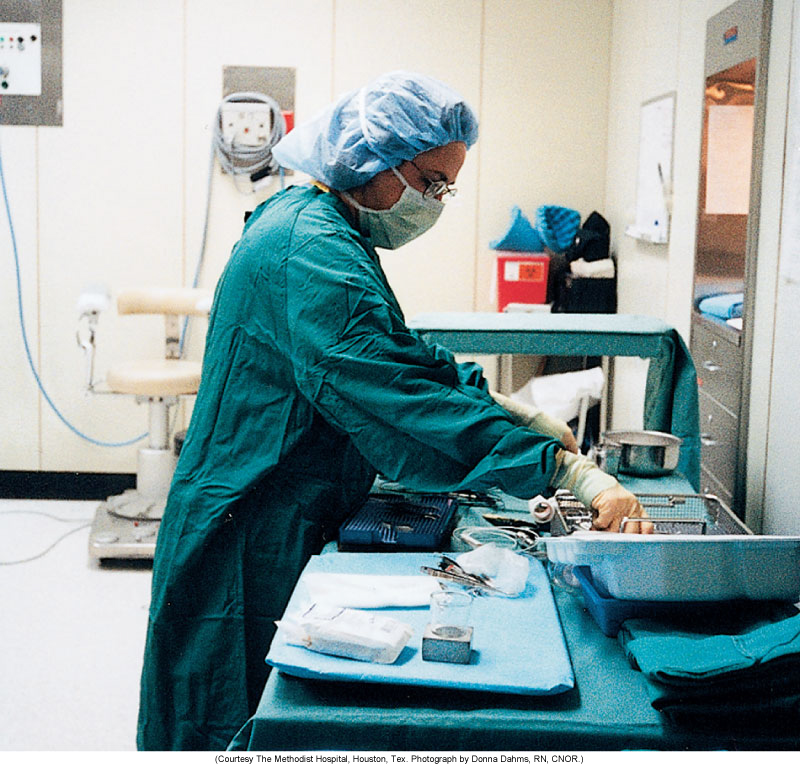 (Courtesy The Methodist Hospital, Houston, Tex. Photograph by Donna Dahms, RN, CNOR.)